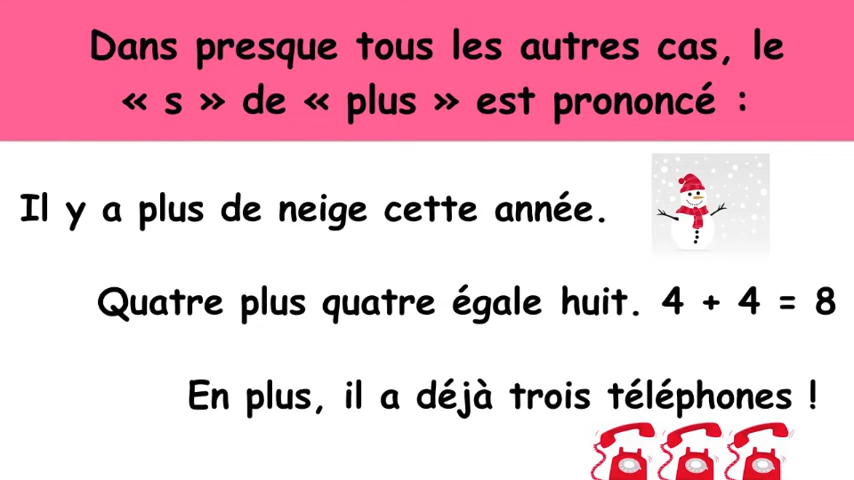 Dans presque tous les autres cas, le
« s » de « plus » est prononcé :
Il y a plus de neige cette année.
Quatre plus quatre égale huit. 4 + 4 = 8
En plus, il a déjà trois téléphones !